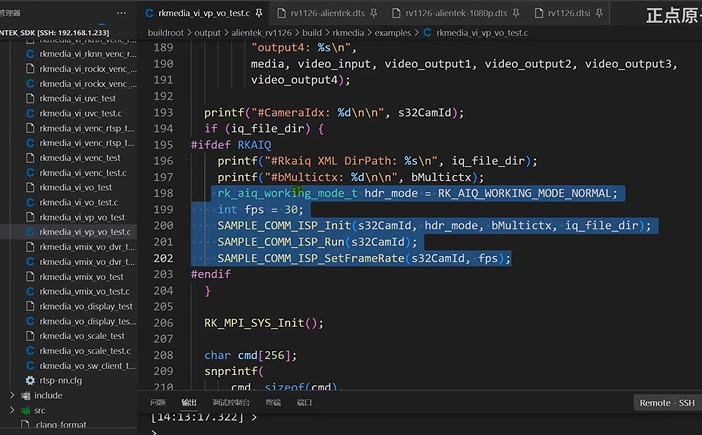 管理器
···
rkmedia_vi_vp_vo_test.c
rv1126-alientek.dts
rv1126-alientek-1080p.dts
rv1126.dtsi
正点原子
NTEK_SDK [SSH: 192.168.1.233]
buildroot > output > alientek_rv1126 > build > rkmedia > examples > C rkmedia_vi_vp_vo_test.c
rkmedia_vi_rknn_venc_r...
rkmedia_vi_rockx_venc_...
rkmedia_vi_rockx_venc_...
rkmedia_vi_uvc_test
rkmedia_vi_uvc_test.c
rkmedia_vi_venc_rtsp_t...
rkmedia_vi_venc_rtsp_t...
rkmedia_vi_venc_test
rkmedia_vi_venc_test.c
rkmedia_vi_vo_test
rkmedia_vi_vo_test.c
rkmedia_vi_vp_vo_test
rkmedia_vi_vp_vo_test.c
rkmedia_vmix_vo_dvr_t...
rkmedia_vmix_vo_dvr_t...
rkmedia_vmix_vo_test
rkmedia_vmix_vo_test.c
rkmedia_vo_display_test
rkmedia_vo_display_tes...
rkmedia_vo_scale_test
rkmedia_vo_scale_test.c
rkmedia_vo_sw_client_t...
rtsp-nn.cfg
include
src
.clang-format
189 "output4: %s\n",
190 media, video_input, video_output1, video_output2, video_output3,
191 video_output4);
192
193 printf("#CameraIdx: %d\n\n", s32CamId);
194 if (iq_file_dir) {
195 #ifdef RKAIQ
196 printf("#Rkaiq XML DirPath: %s\n", iq_file_dir);
197 printf("#bMultictx: %d\n\n", bMultictx);
198 rk_aiq_working_mode_t hdr_mode = RK_AIQ_WORKING_MODE_NORMAL;
199 int fps = 30;
200 SAMPLE_COMM_ISP_Init(s32CamId, hdr_mode, bMultictx, iq_file_dir);
201 SAMPLE_COMM_ISP_Run(s32CamId);
202 SAMPLE_COMM_ISP_SetFrameRate(s32CamId, fps);
203 #endif
204 }
205
206 RK_MPI_SYS_Init();
207
208 char cmd[256];
209 snprintf(
210 cmd, sizeof(cmd),
问题 输出 调试控制台 终端 端口
Remote - SSH
[14:13:17.322] >